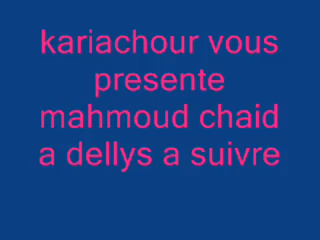 kariachour vous
presente
mahmoud chaid
a dellys a suivre